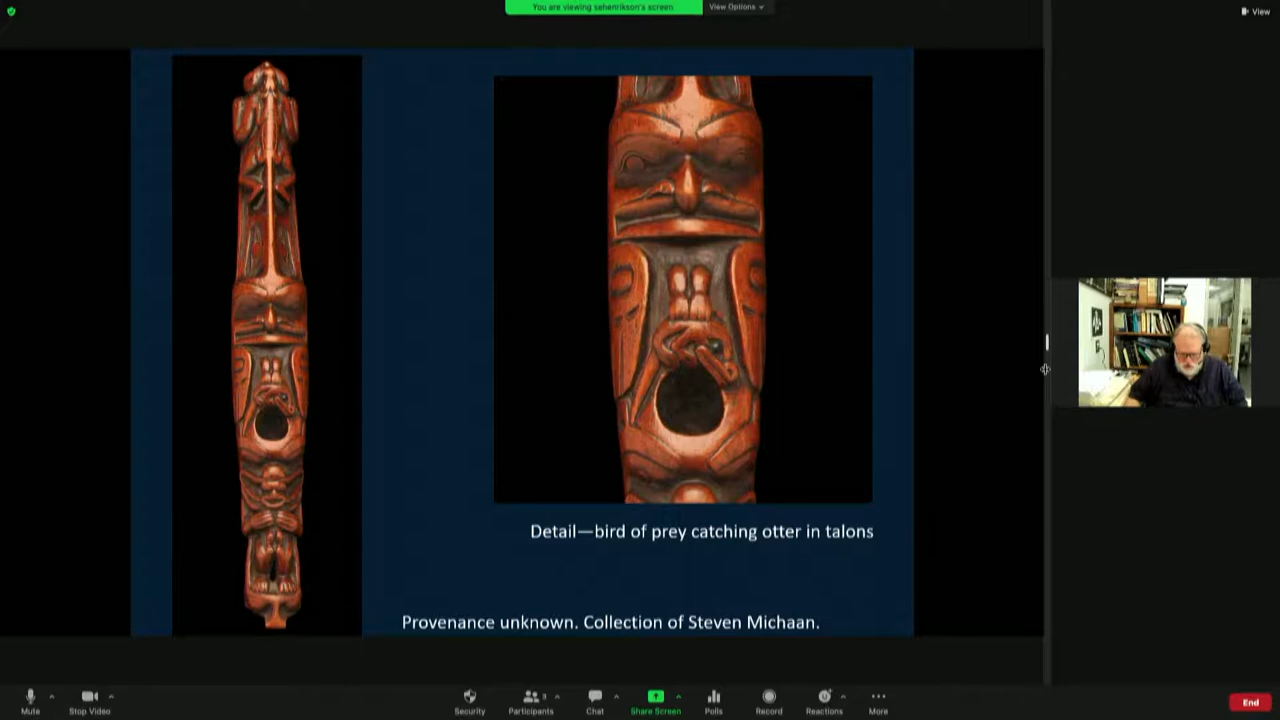 You are viewing sehenrikson's screen
View Options
View
Detail—bird of prey catching otter in talons
Provenance unknown. Collection of Steven Michaan.
Mute
Stop Video
Security
Participants
3
Chat
Share Screen
Polls
Record
Reactions
More
End